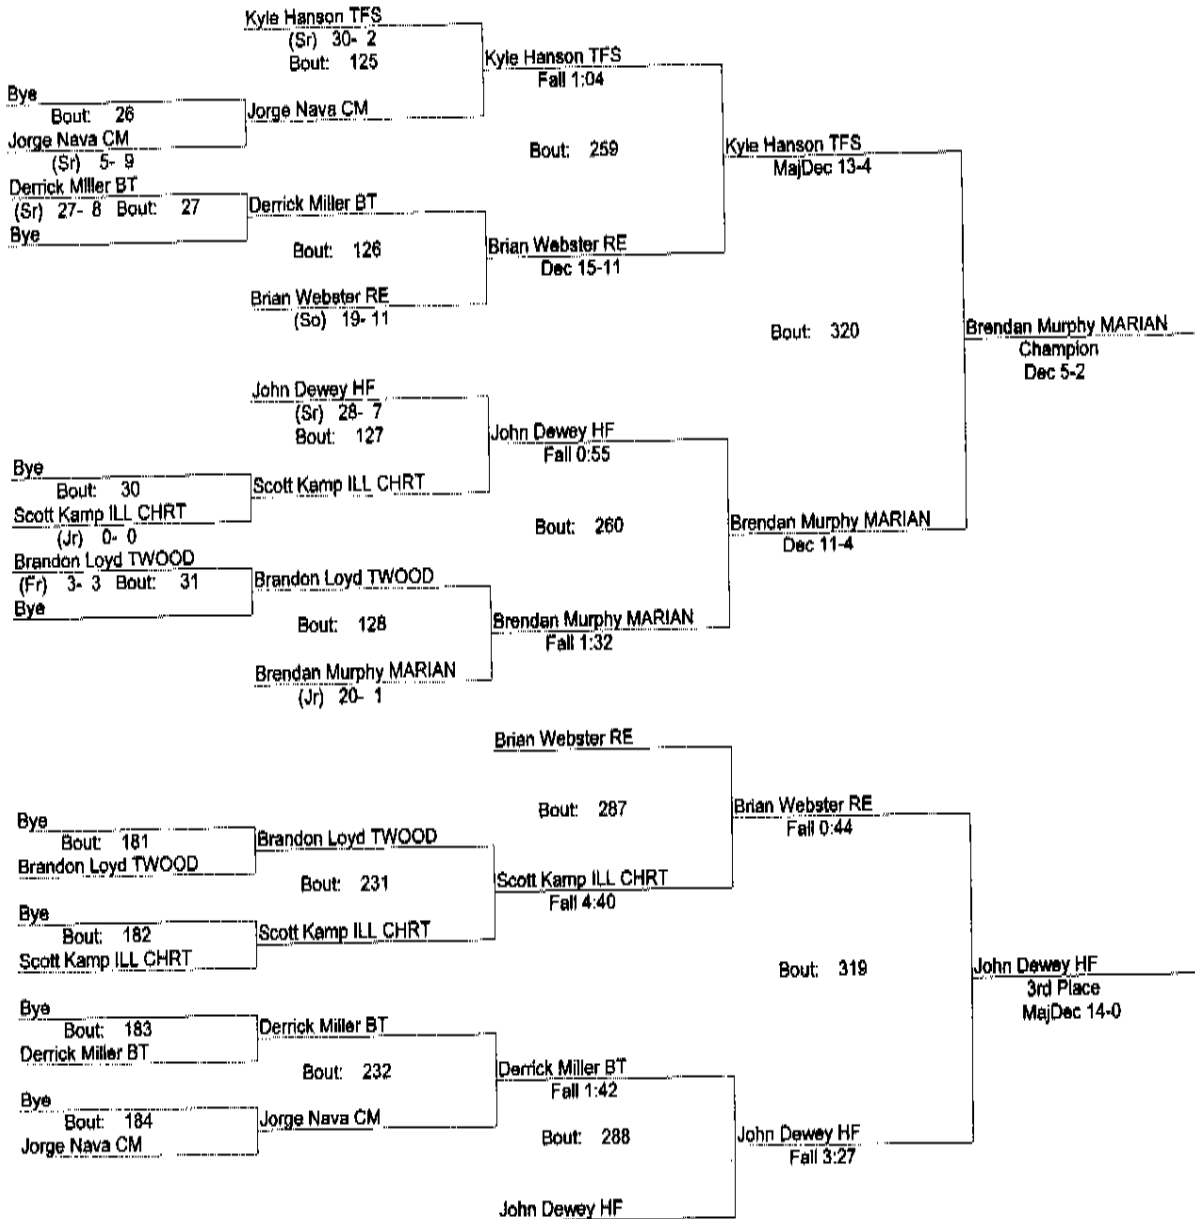 Kyle Hanson TFS
(Sr) 30- 2
Bout: 125
Kyle Hanson TFS
Fall 1:04
Bye
Bout: 26
Jorge Nava CM
Jorge Nava CM
(Sr) 5- 9
Bout: 259
Kyle Hanson TFS
MajDec 13-4
Derrick Miller BT
(Sr) 27- 8 Bout: 27
Bye
Derrick Miller BT
Bout: 126
Brian Webster RE
Dec 15-11
Brian Webster RE
(So) 19- 11
Bout: 320
Brendan Murphy MARIAN
Champion
Dec 5-2
John Dewey HF
(Sr) 28- 7
Bout: 127
John Dewey HF
Fall 0:55
Bye
Bout: 30
Scott Kamp ILL CHRT
Scott Kamp ILL CHRT
(Jr) 0- 0
Bout: 260
Brendan Murphy MARIAN
Dec 11-4
Brandon Loyd TWOOD
(Fr) 3- 3 Bout: 31
Bye
Brandon Loyd TWOOD
Bout: 128
Brendan Murphy MARIAN
Fall 1:32
Brendan Murphy MARIAN
(Jr) 20- 1
Brian Webster RE
Bout: 287
Brian Webster RE
Fall 0:44
Bye
Bout: 181
Brandon Loyd TWOOD
Brandon Loyd TWOOD
Bout: 231
Scott Kamp ILL CHRT
Fall 4:40
Bye
Bout: 182
Scott Kamp ILL CHRT
Scott Kamp ILL CHRT
Bout: 319
John Dewey HF
3rd Place
MajDec 14-0
Bye
Bout: 183
Derrick Miller BT
Derrick Miller BT
Bout: 232
Derrick Miller BT
Fall 1:42
Bye
Bout: 184
Jorge Nava CM
Jorge Nava CM
Bout: 288
John Dewey HF
Fall 3:27
John Dewey HF